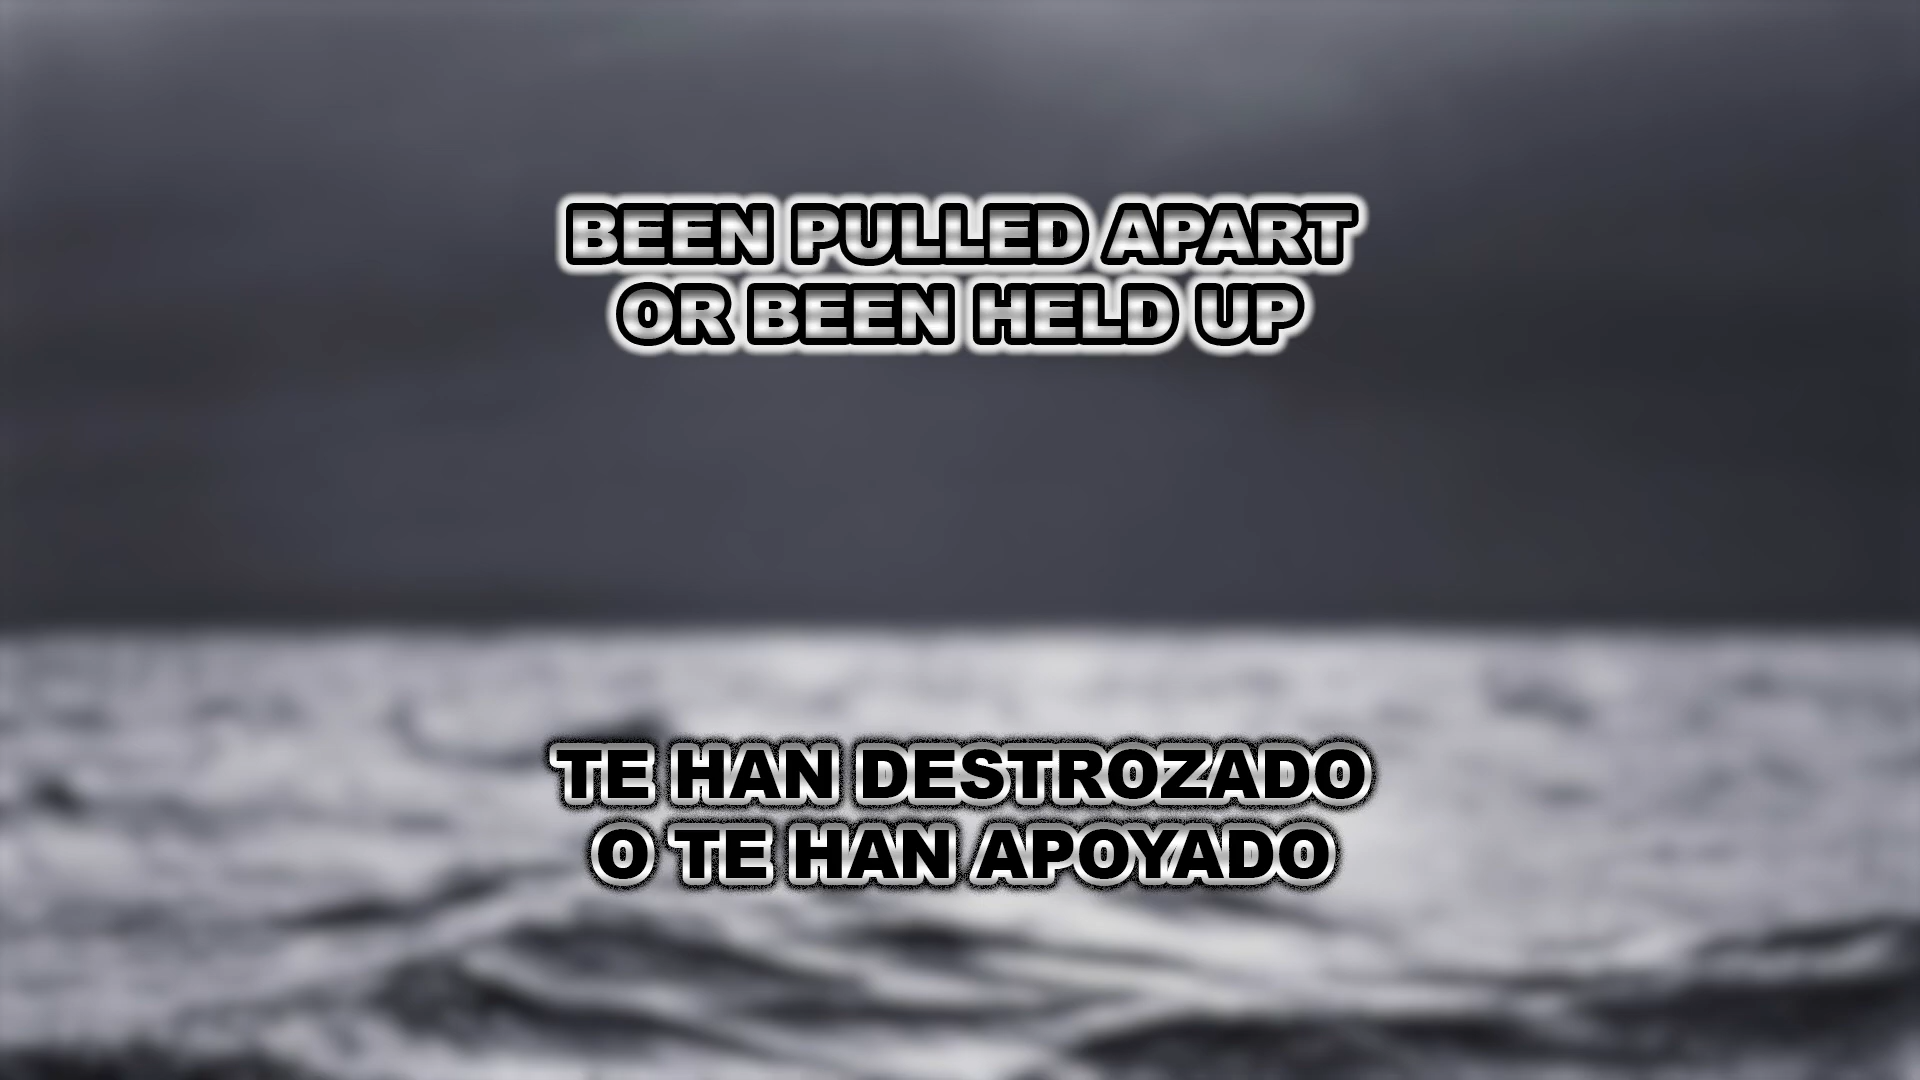 BEEN PULLED APART
OR BEEN HELD UP
TE HAN DESTROZADO
O TE HAN APOYADO